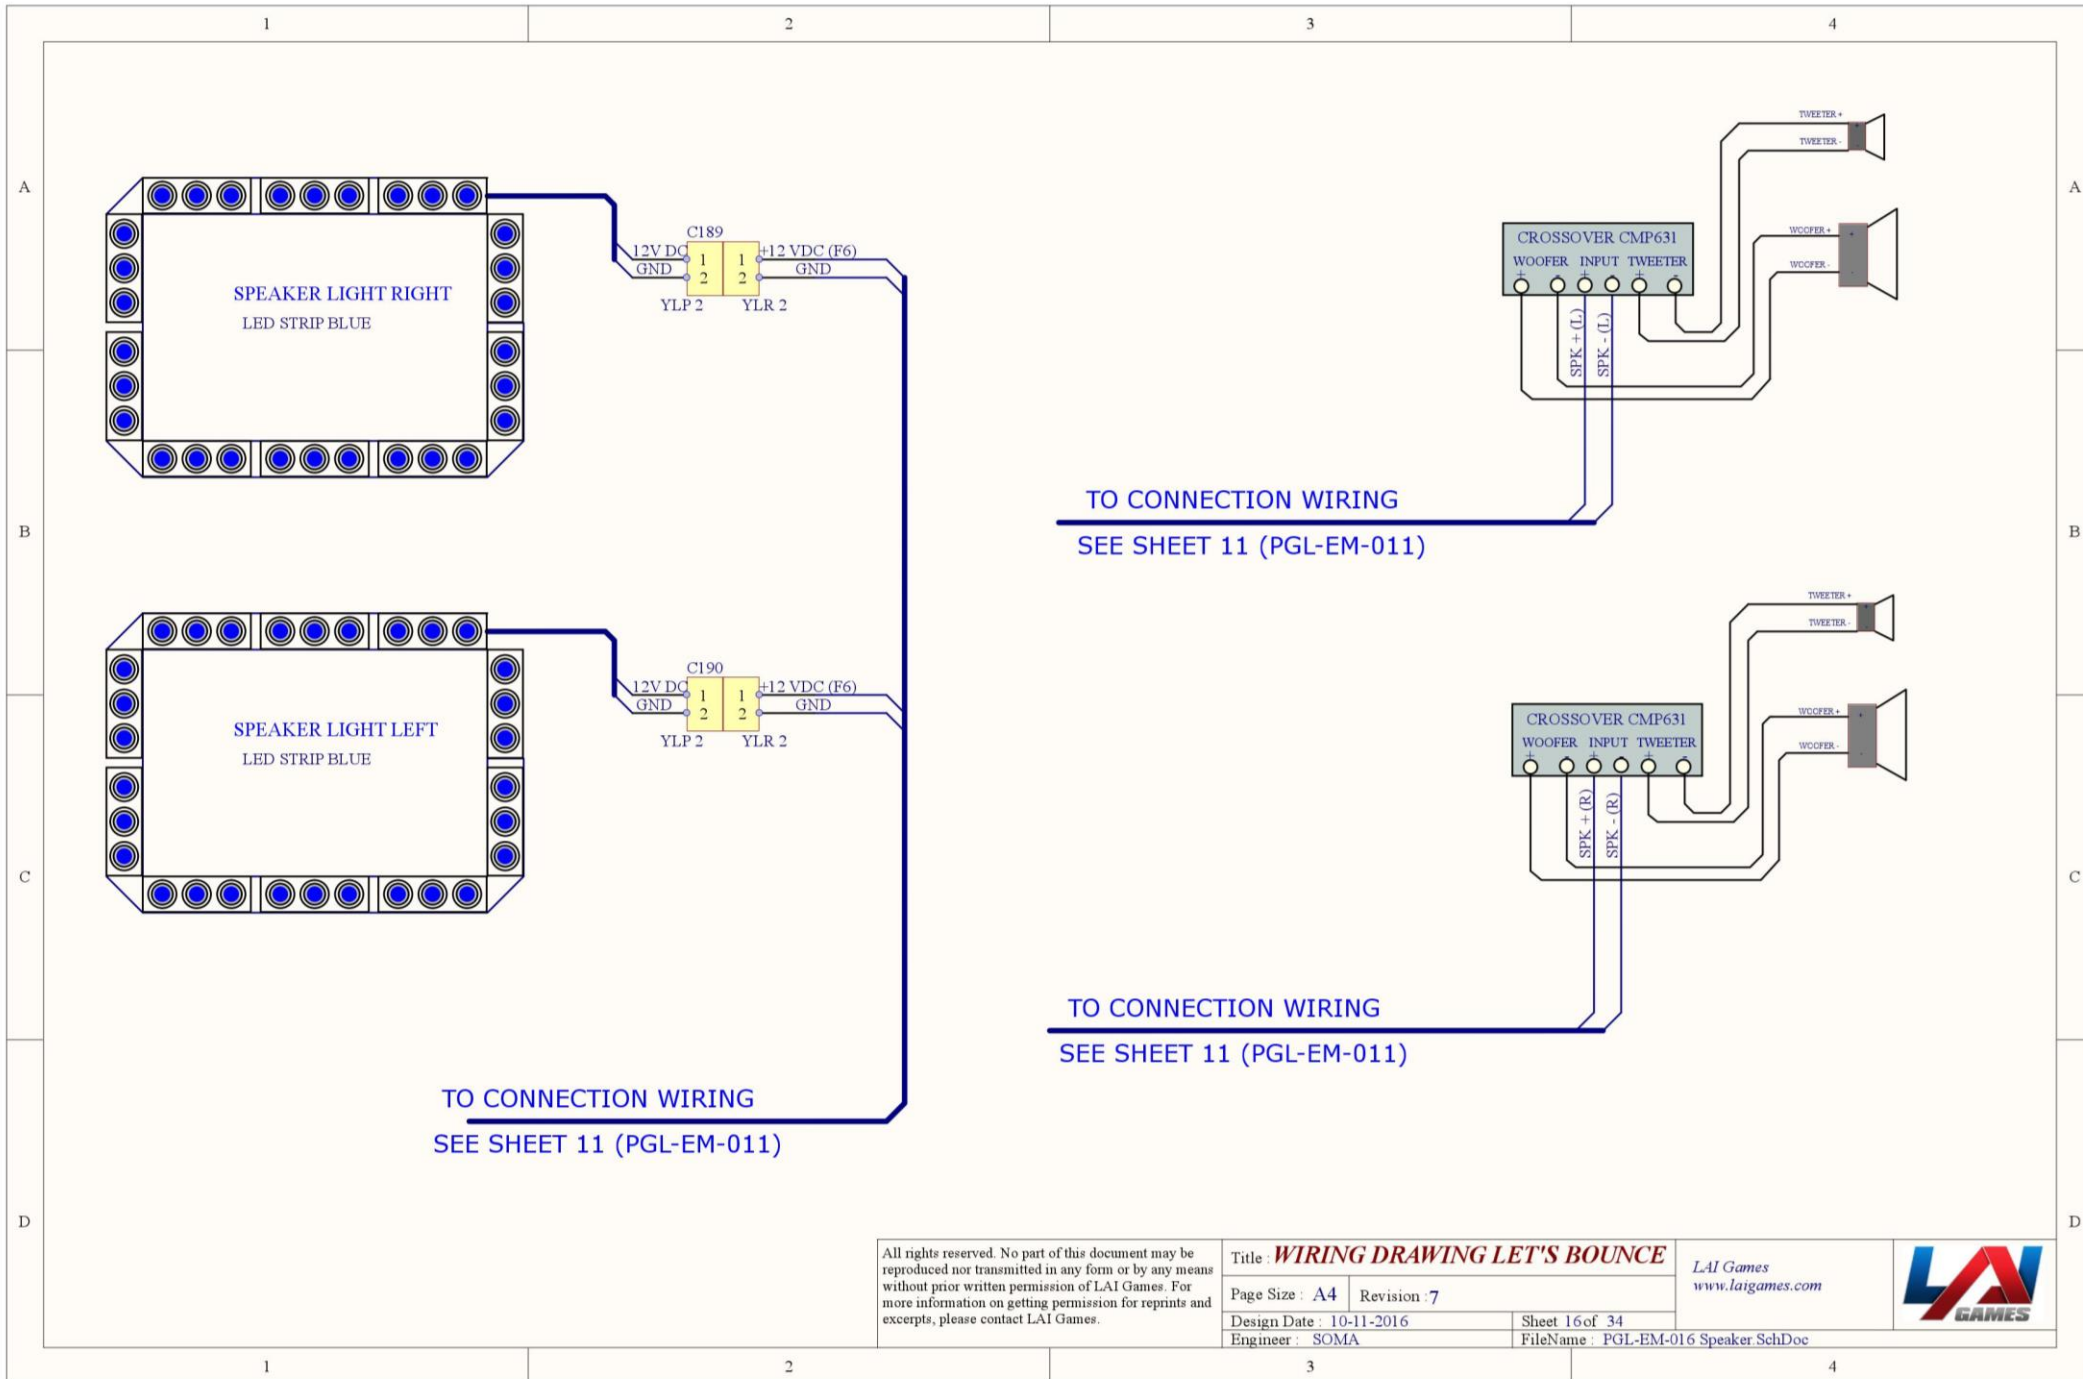 1 2 3 4
A A
B B
C C
D D
SPEAKER LIGHT RIGHT
LED STRIP BLUE
C189
12V DC 1 1 +12 VDC (F6)
GND 2 2 GND
YLP 2 YLR 2
SPEAKER LIGHT LEFT
LED STRIP BLUE
C190
12V DC 1 1 +12 VDC (F6)
GND 2 2 GND
YLP 2 YLR 2
TO CONNECTION WIRING
SEE SHEET 11 (PGL-EM-011)
TWEETER +
TWEETER -
WOOFER +
WOOFER -
CROSSOVER CMP631
WOOFER INPUT TWEETER
+ - + - + -
SPK + (L)
SPK - (L)
TO CONNECTION WIRING
SEE SHEET 11 (PGL-EM-011)
TWEETER +
TWEETER -
WOOFER +
WOOFER -
CROSSOVER CMP631
WOOFER INPUT TWEETER
+ - + - + -
SPK + (R)
SPK - (R)
TO CONNECTION WIRING
SEE SHEET 11 (PGL-EM-011)
All rights reserved. No part of this document may be
reproduced nor transmitted in any form or by any means
without prior written permission of LAI Games. For
more information on getting permission for reprints and
excerpts, please contact LAI Games.
Title : WIRING DRAWING LET'S BOUNCE
Page Size : A4 Revision : 7
Design Date : 10-11-2016 Sheet 16 of 34
Engineer : SOMA FileName : PGL-EM-016 Speaker.SchDoc
LAI Games
www.laigames.com
LAI
GAMES
1 2 3 4